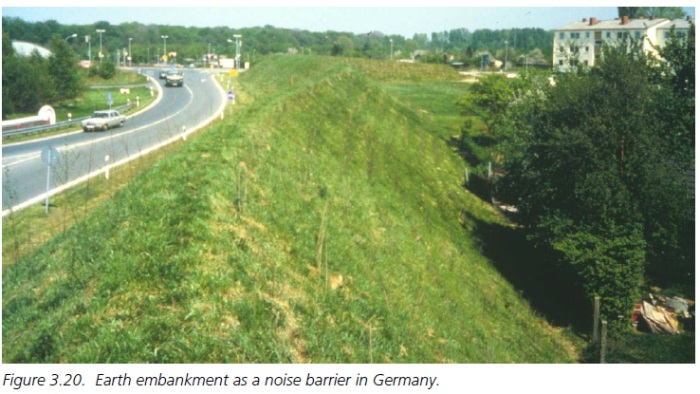 Figure 3.20. Earth embankment as a noise barrier in Germany.